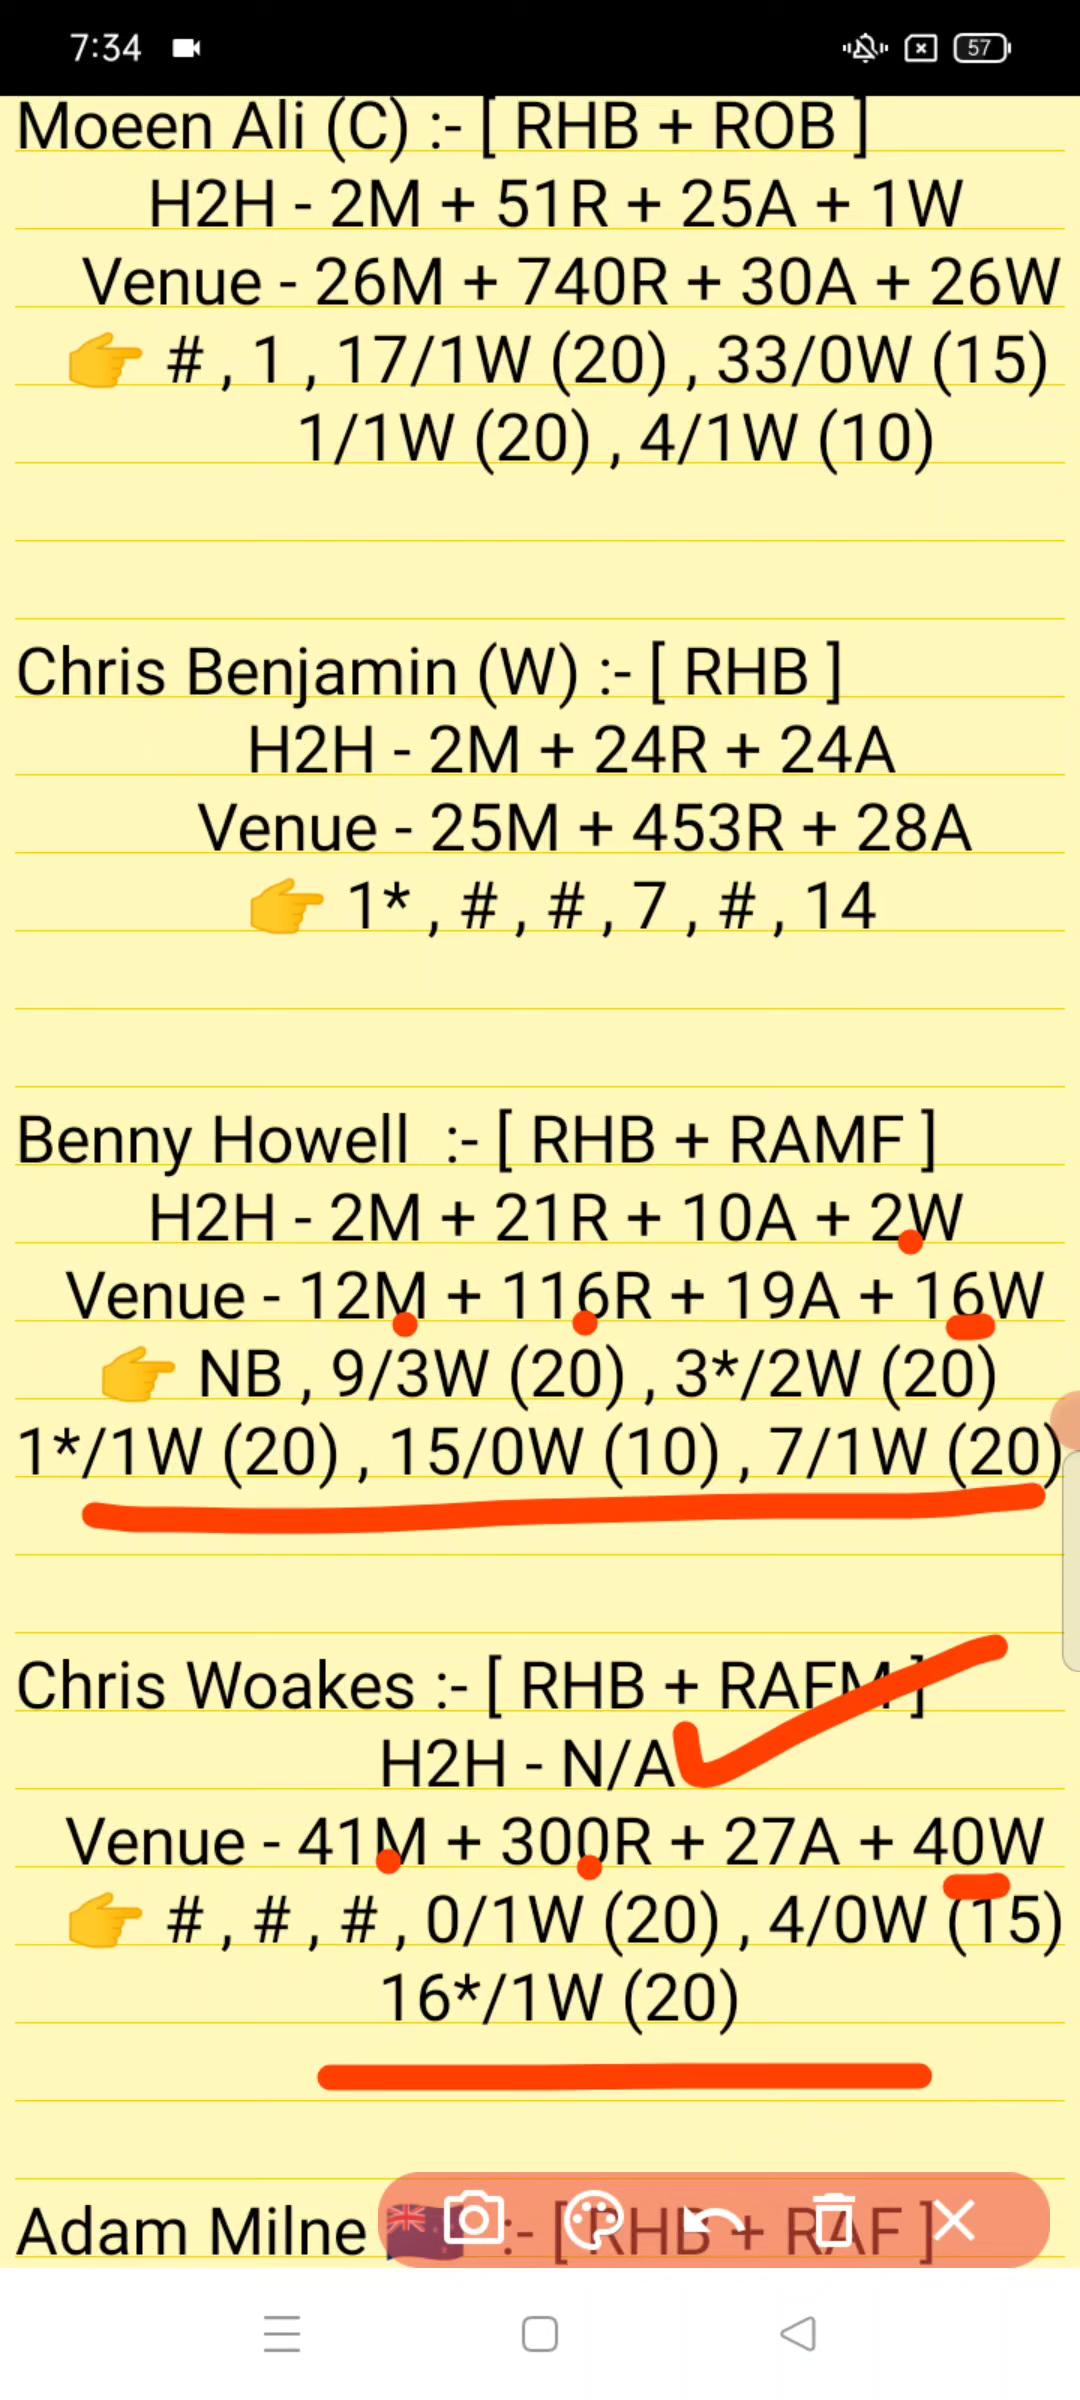 7:34
57
Moeen Ali (C) :- [ RHB + ROB ]
H2H - 2M + 51R + 25A + 1W
Venue - 26M + 740R + 30A + 26W
👉 # , 1 , 17/1W (20) , 33/0W (15)
1/1W (20) , 4/1W (10)
Chris Benjamin (W) :- [ RHB ]
H2H - 2M + 24R + 24A
Venue - 25M + 453R + 28A
👉 1* , # , # , 7 , # , 14
Benny Howell :- [ RHB + RAMF ]
H2H - 2M + 21R + 10A + 2W
Venue - 12M + 116R + 19A + 16W
👉 NB , 9/3W (20) , 3*/2W (20)
1*/1W (20) , 15/0W (10) , 7/1W (20)
Chris Woakes :- [ RHB + RAFM ]
H2H - N/A
Venue - 41M + 300R + 27A + 40W
👉 # , # , # , 0/1W (20) , 4/0W (15)
16*/1W (20)
Adam Milne 🇳🇿 :- [ RHB + RAF ]